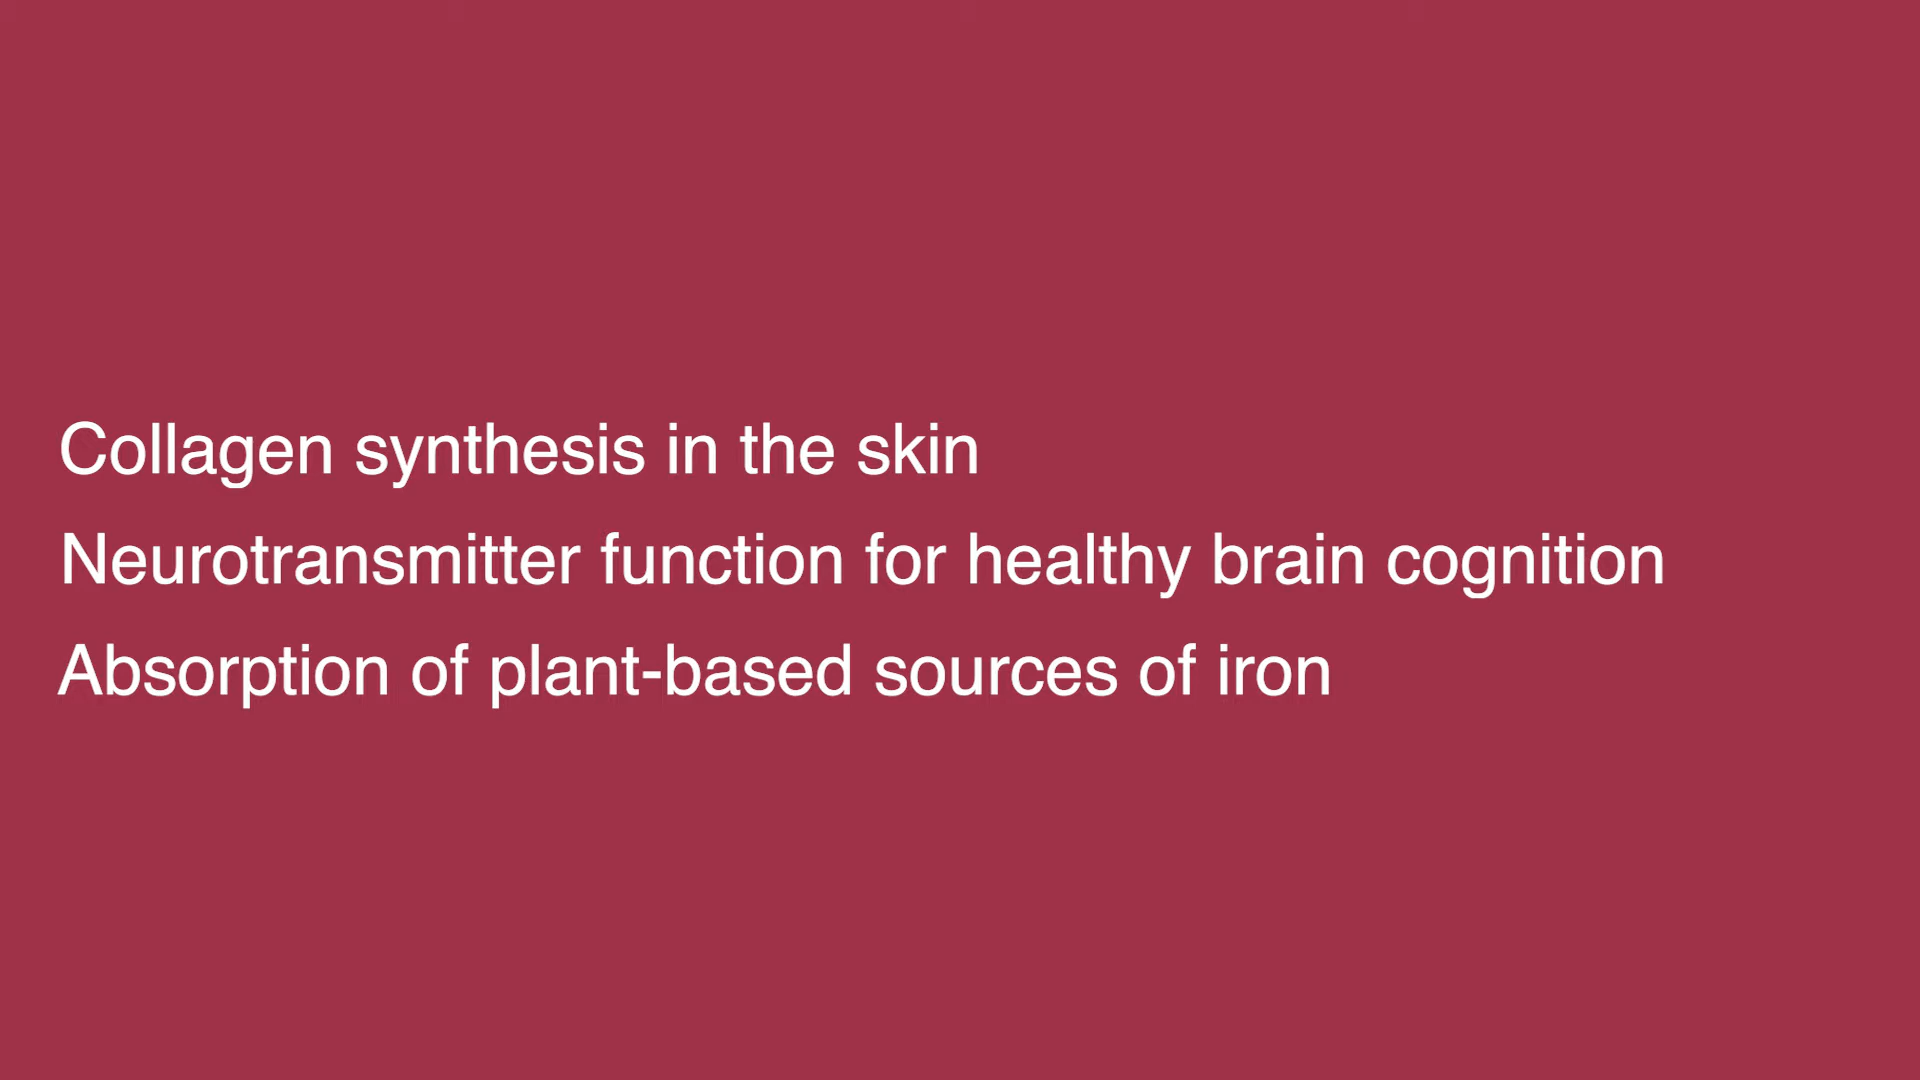 Collagen synthesis in the skin
Neurotransmitter function for healthy brain cognition
Absorption of plant-based sources of iron